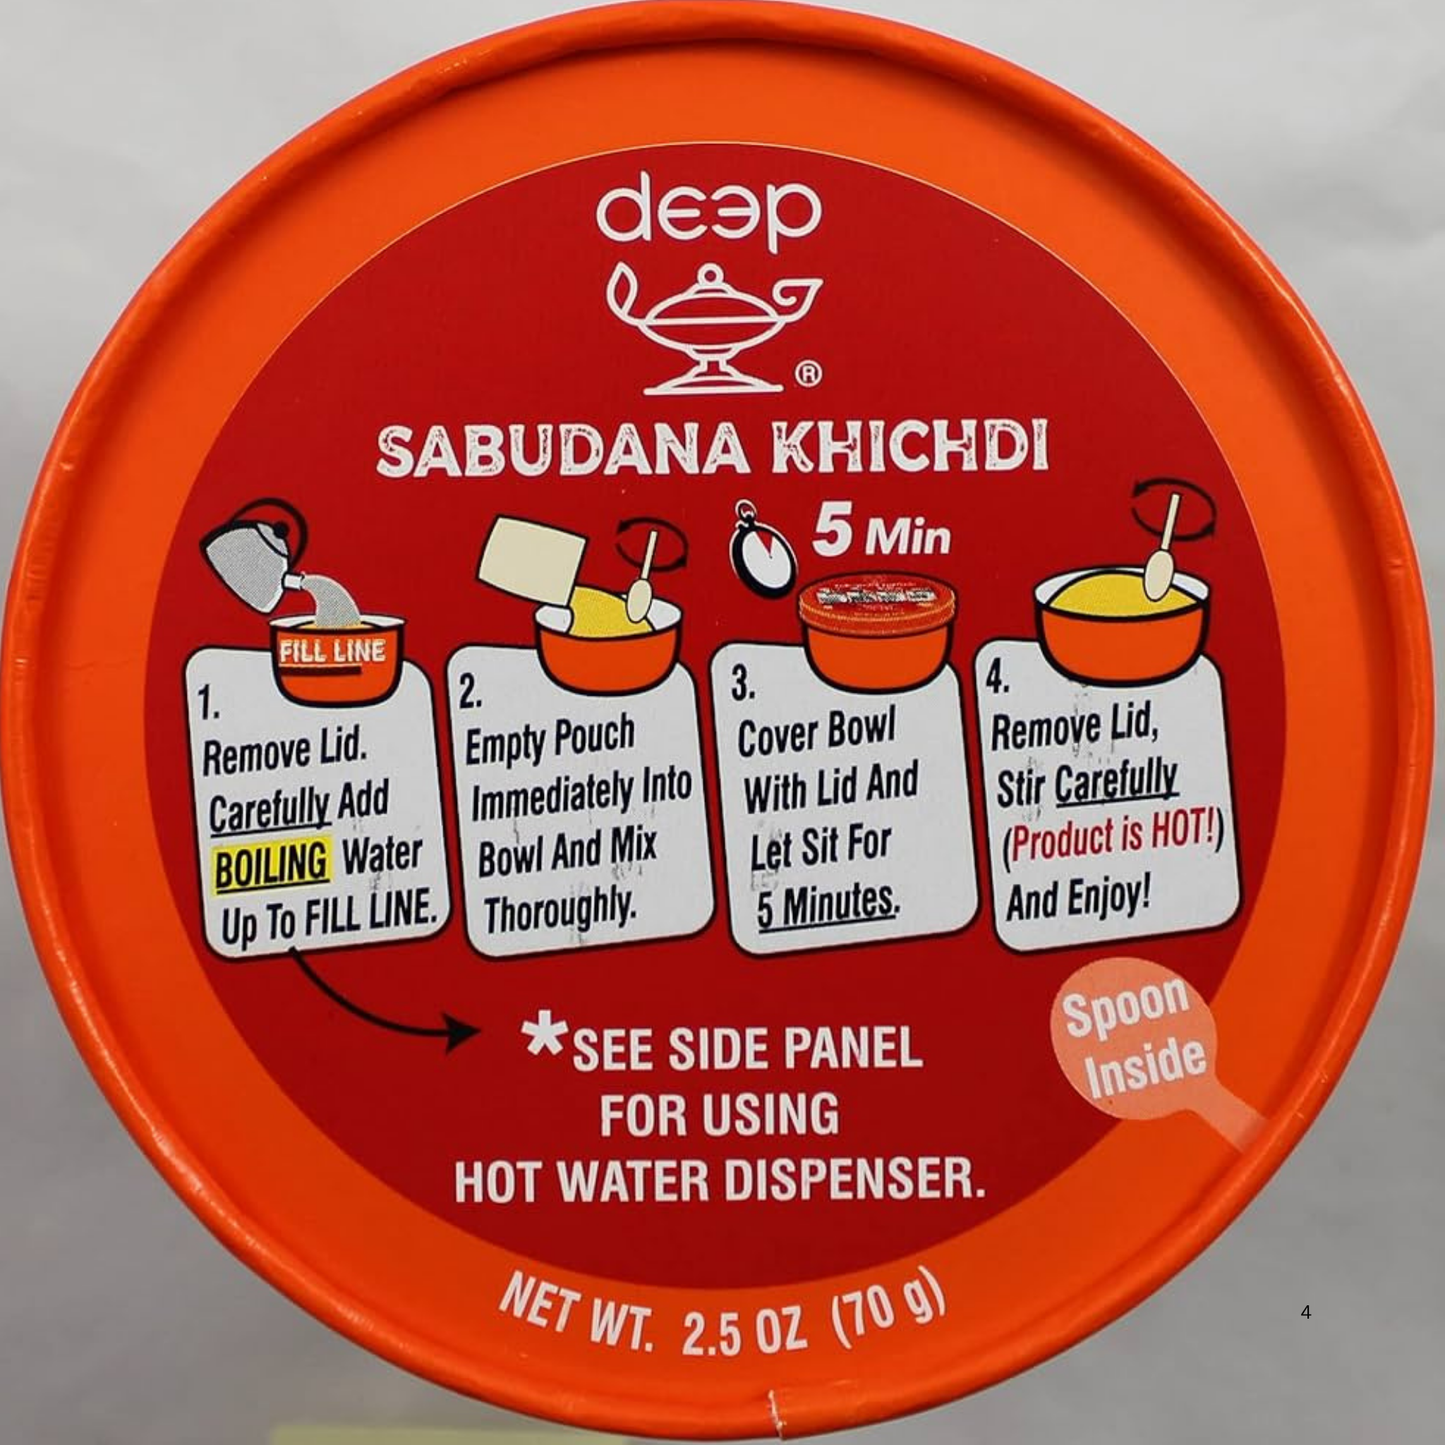 deep
®
SABUDANA KHICHDI
5 Min
FILL LINE
1.
Remove Lid.
Carefully Add
BOILING Water
Up To FILL LINE.
2.
Empty Pouch
Immediately Into
Bowl And Mix
Thoroughly.
3.
Cover Bowl
With Lid And
Let Sit For
5 Minutes.
4.
Remove Lid,
Stir Carefully
(Product is HOT!)
And Enjoy!
*SEE SIDE PANEL
FOR USING
HOT WATER DISPENSER.
Spoon
Inside
NET WT. 2.5 OZ (70 g)
4